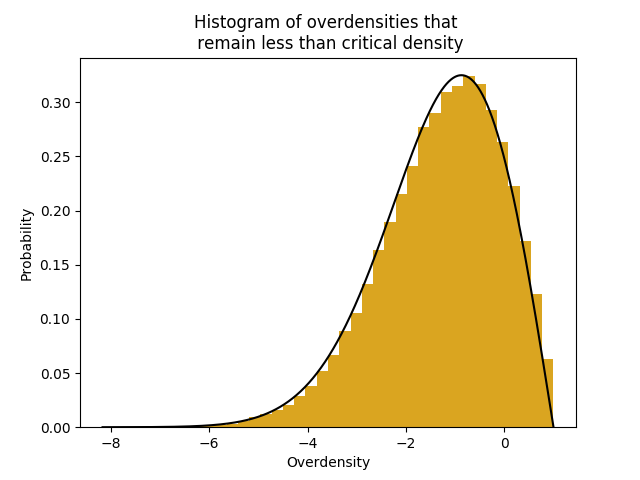 Histogram of overdensities that
remain less than critical density
0.30
0.25
0.20
0.15
0.10
0.05
0.00
Probability
−8 −6 −4 −2 0
Overdensity